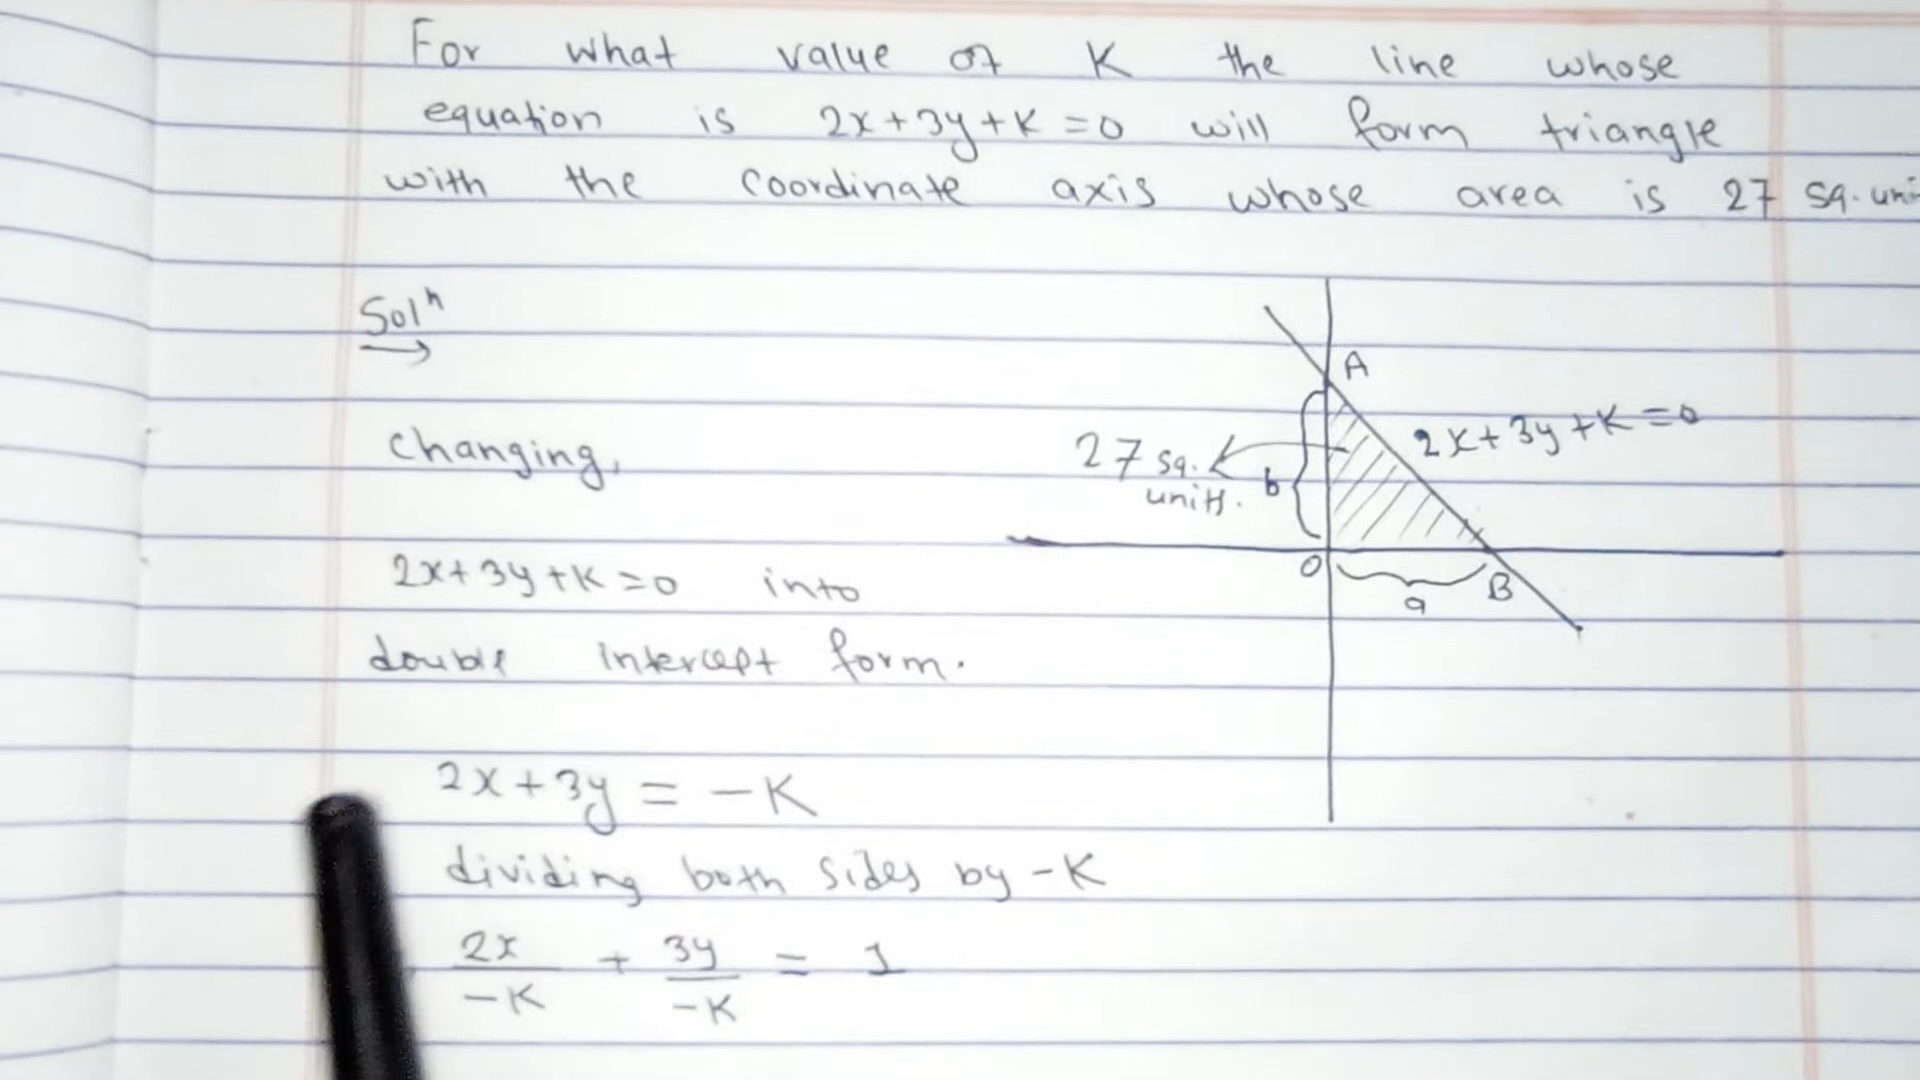 For what value of K the line whose
equation is 2x+3y+K=0 will form triangle
with the coordinate axis whose area is 27 sq. uni
Solⁿ
Changing,
2x+3y+K=0 into
double intercept form.
2x+3y = -K
dividing both sides by -K
2x/-K + 3y/-K = 1
A
2x+3y+K=0
27 sq.
units.
b
O
a
B